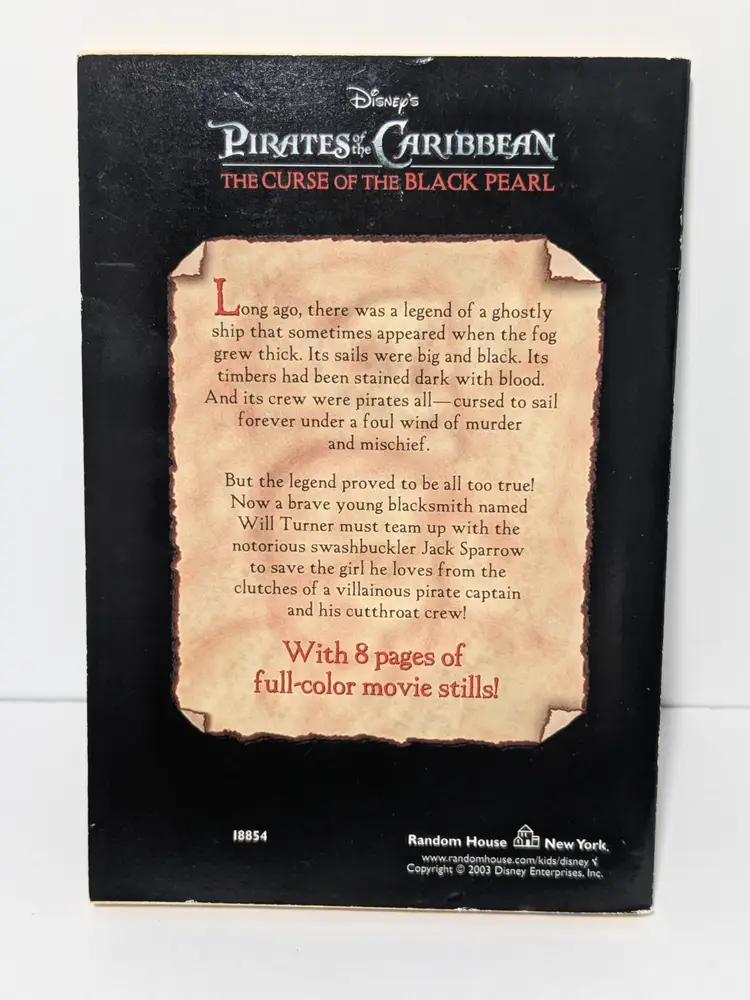 Disney's
PIRATES of the CARIBBEAN
THE CURSE OF THE BLACK PEARL
Long ago, there was a legend of a ghostly
ship that sometimes appeared when the fog
grew thick. Its sails were big and black. Its
timbers had been stained dark with blood.
And its crew were pirates all—cursed to sail
forever under a foul wind of murder
and mischief.
But the legend proved to be all too true!
Now a brave young blacksmith named
Will Turner must team up with the
notorious swashbuckler Jack Sparrow
to save the girl he loves from the
clutches of a villainous pirate captain
and his cutthroat crew!
With 8 pages of
full-color movie stills!
18854
Random House New York
www.randomhouse.com/kids/disney
Copyright © 2003 Disney Enterprises, Inc.